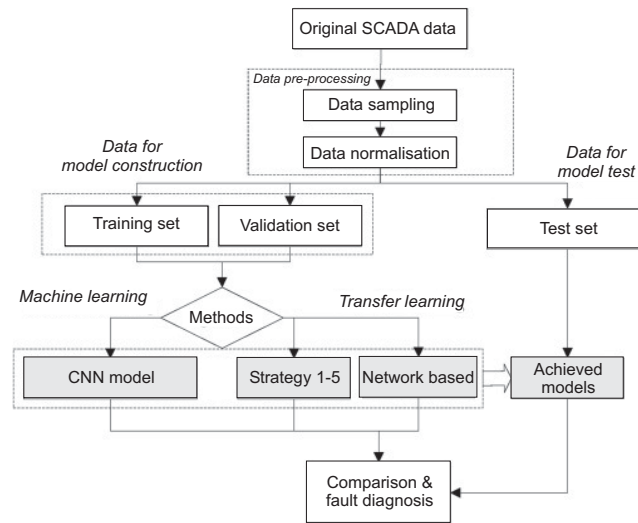 Original SCADA data
Data pre-processing
Data sampling
Data normalisation
Data for
model construction
Data for
model test
Training set
Validation set
Test set
Machine learning
Methods
Transfer learning
CNN model
Strategy 1-5
Network based
Achieved
models
Comparison &
fault diagnosis